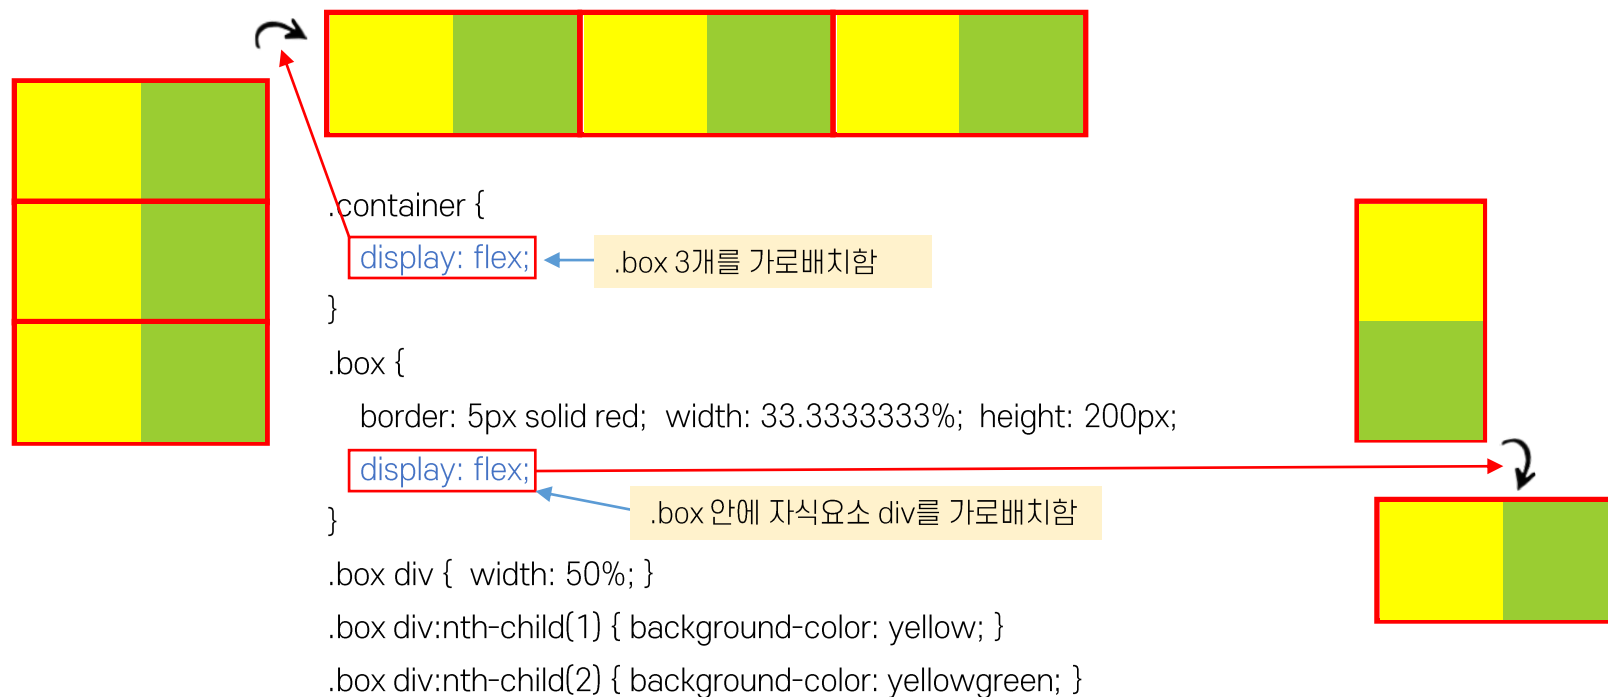 .container {
display: flex;
.box 3개를 가로배치함
}
.box {
border: 5px solid red;  width: 33.3333333%;  height: 200px;
display: flex;
.box 안에 자식요소 div를 가로배치함
}
.box div {  width: 50%; }
.box div:nth-child(1) { background-color: yellow; }
.box div:nth-child(2) { background-color: yellowgreen; }